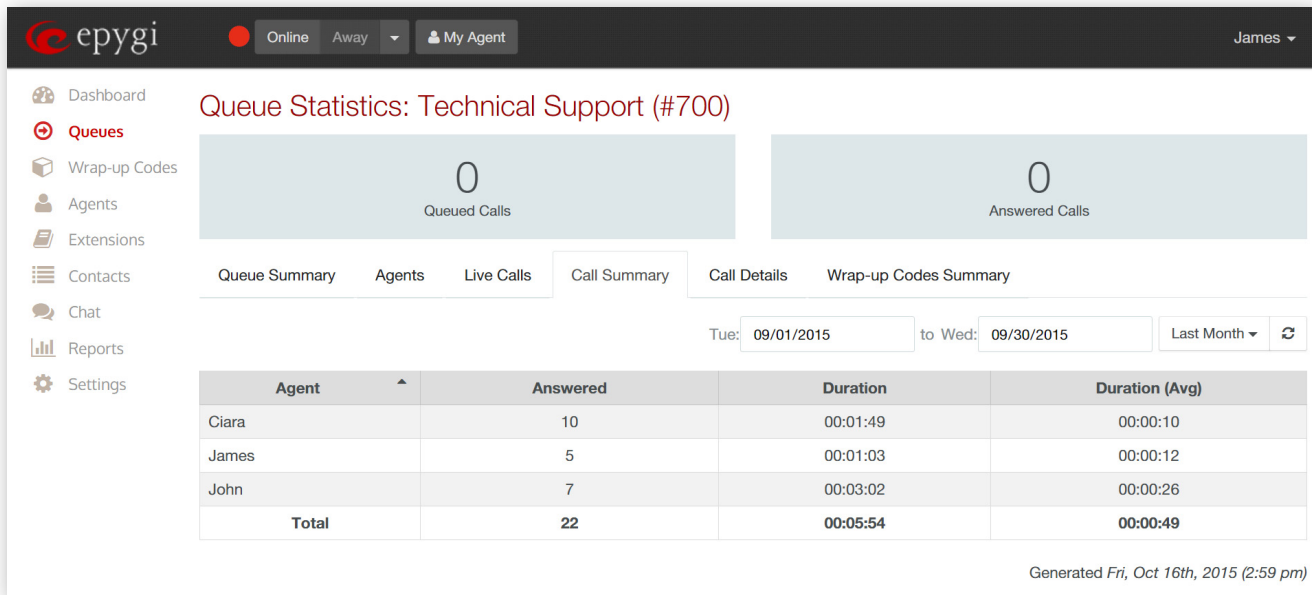 epygi Online Away My Agent James
Dashboard
Queues
Wrap-up Codes
Agents
Extensions
Contacts
Chat
Reports
Settings
Queue Statistics: Technical Support (#700)
0 0
Queued Calls Answered Calls
Queue Summary Agents Live Calls Call Summary Call Details Wrap-up Codes Summary
Tue: 09/01/2015 to Wed: 09/30/2015 Last Month
Agent Answered Duration Duration (Avg)
Ciara 10 00:01:49 00:00:10
James 5 00:01:03 00:00:12
John 7 00:03:02 00:00:26
Total 22 00:05:54 00:00:49
Generated Fri, Oct 16th, 2015 (2:59 pm)